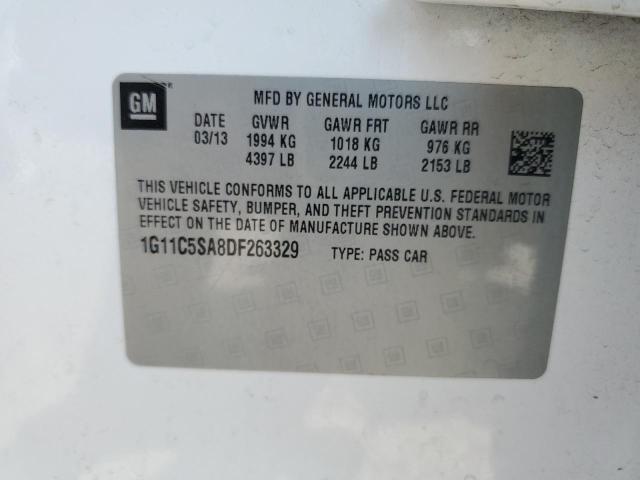 GM
MFD BY GENERAL MOTORS LLC
DATE GVWR GAWR FRT GAWR RR
03/13 1994 KG 1018 KG 976 KG
4397 LB 2244 LB 2153 LB
THIS VEHICLE CONFORMS TO ALL APPLICABLE U.S. FEDERAL MOTOR
VEHICLE SAFETY, BUMPER, AND THEFT PREVENTION STANDARDS IN
EFFECT ON THE DATE OF MANUFACTURE SHOWN ABOVE.
1G11C5SA8DF263329 TYPE: PASS CAR